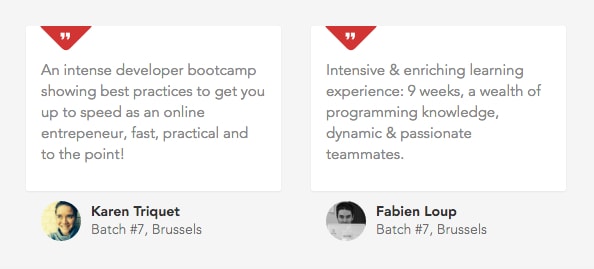 An intense developer bootcamp
showing best practices to get you
up to speed as an online
entrepeneur, fast, practical and
to the point!
Karen Triquet
Batch #7, Brussels
Intensive & enriching learning
experience: 9 weeks, a wealth of
programming knowledge,
dynamic & passionate
teammates.
Fabien Loup
Batch #7, Brussels